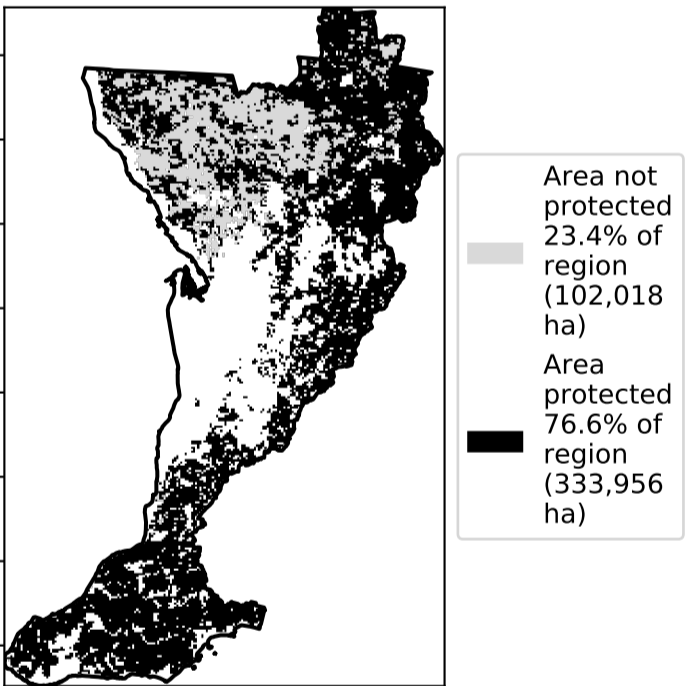 Area not
protected
23.4% of
region
(102,018
ha)
Area
protected
76.6% of
region
(333,956
ha)